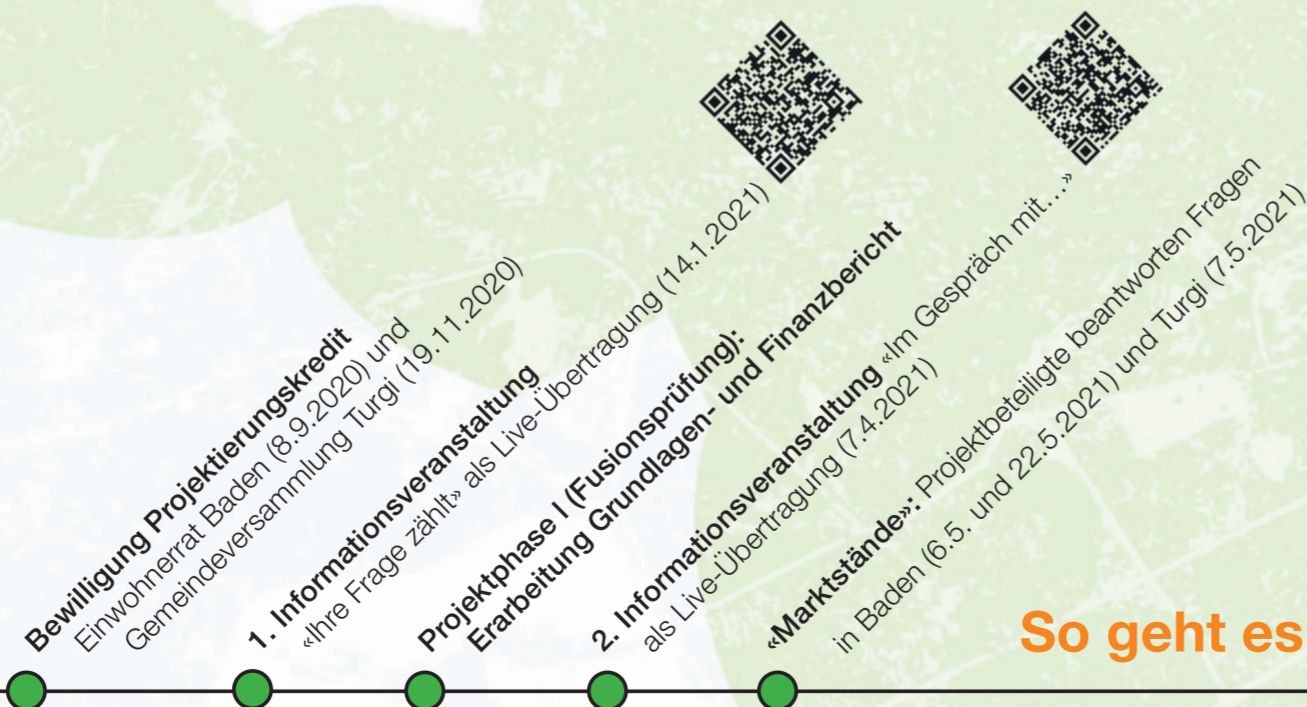 Bewilligung Projektierungskredit
Einwohnerrat Baden (8.9.2020) und
Gemeindeversammlung Turgi (19.11.2020)
1. Informationsveranstaltung
«Ihre Frage zählt» als Live-Übertragung (14.1.2021)
Projektphase I (Fusionsprüfung):
Erarbeitung Grundlagen- und Finanzbericht
2. Informationsveranstaltung «Im Gespräch mit…»
als Live-Übertragung (7.4.2021)
«Marktstände»: Projektbeteiligte beantworten Fragen
in Baden (6.5. und 22.5.2021) und Turgi (7.5.2021)
So geht es